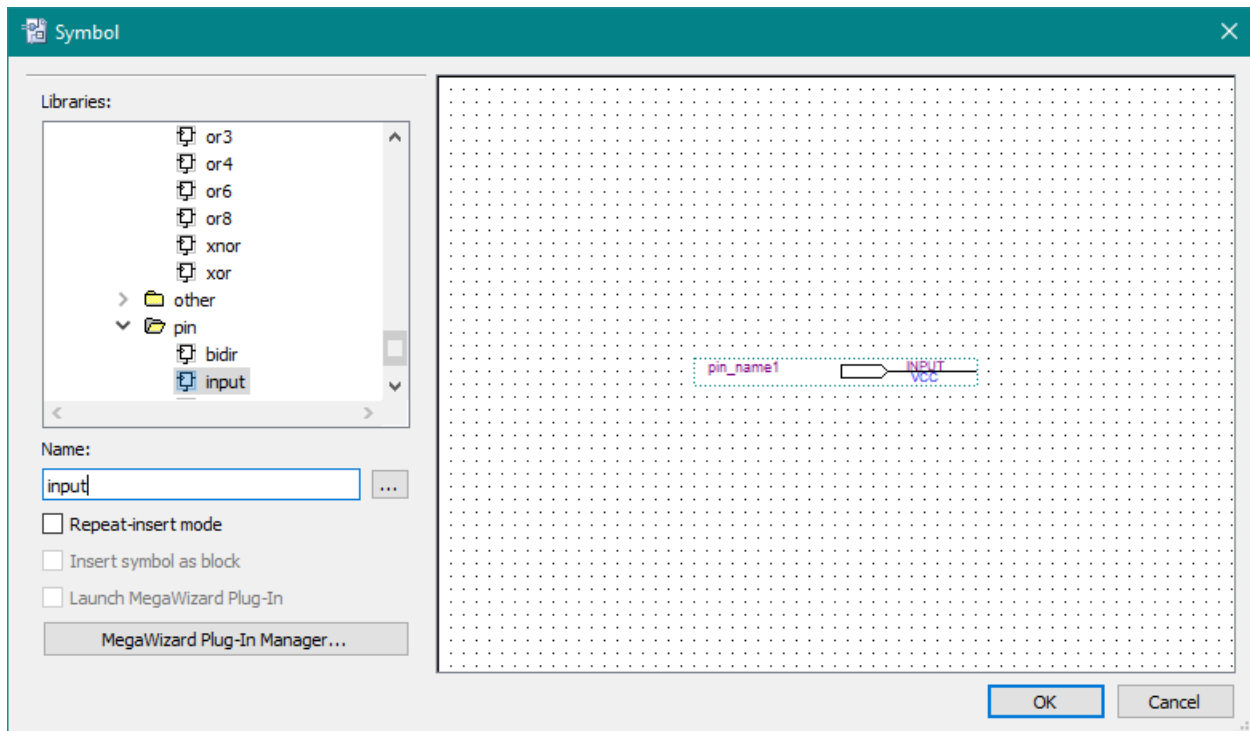 Symbol
Libraries:
or3
or4
or6
or8
xnor
xor
other
pin
bidir
input
Name:
input
...
Repeat-insert mode
Insert symbol as block
Launch MegaWizard Plug-In
MegaWizard Plug-In Manager...
pin_name1
INPUT
VCC
OK
Cancel